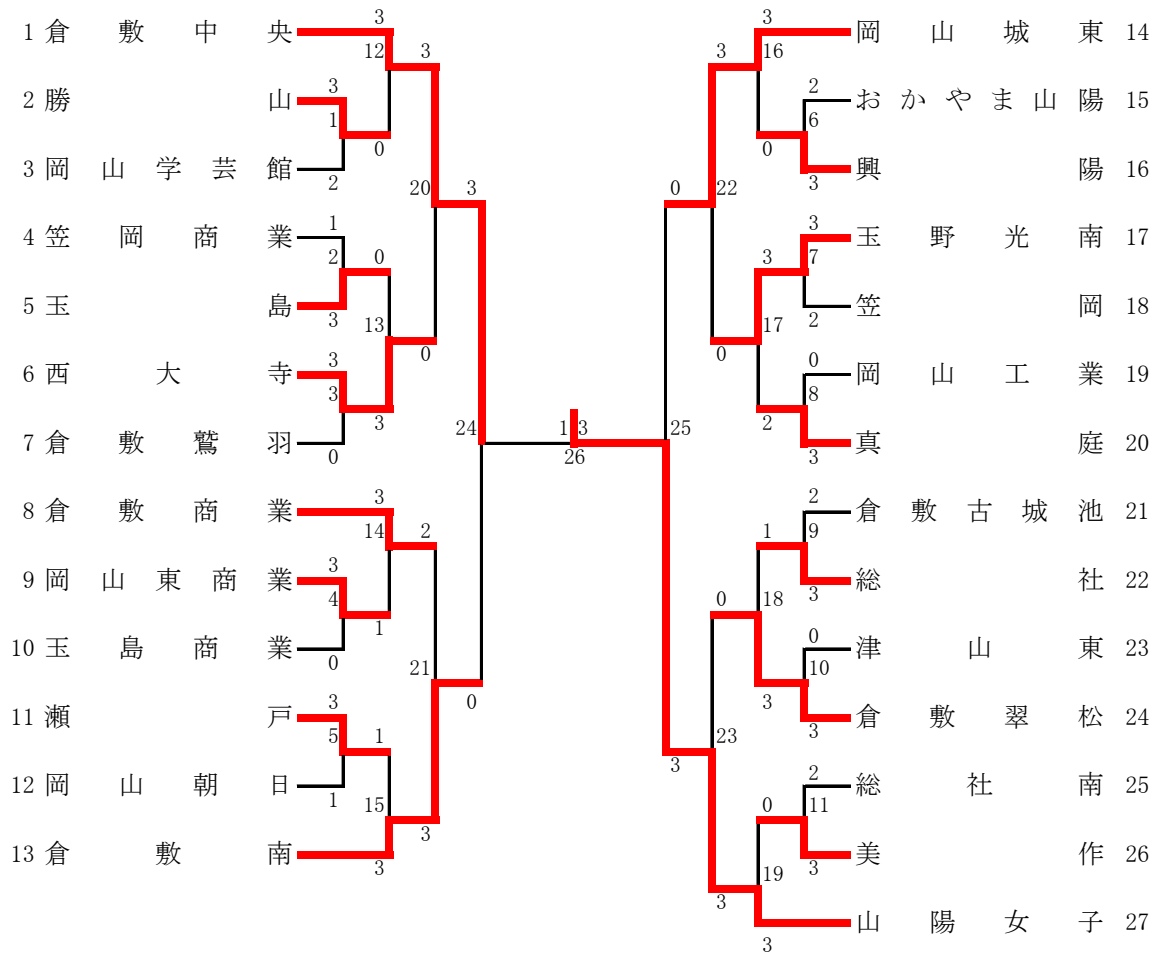 3 3
1 倉敷中央 岡山城東 14
12 3 3 16
2 勝山 3 2 おかやま山陽 15
1 6
0 0
3 岡山学芸館 2 3 興陽 16
20 3 0 22
4 笠岡商業 1 3 玉野光南 17
2 0 3 7
5 玉島 3 2 笠岡 18
13 17
0 0
6 西大寺 3 0 岡山工業 19
3 8
3 2
7 倉敷鷲羽 0 3 真庭 20
24 1 3 25
26
8 倉敷商業 3 2 倉敷古城池 21
14 2 1 9
9 岡山東商業 3 3 総社 22
4 0 18
1
10 玉島商業 0 0 津山東 23
21 10
0 3
11 瀬戸 3 3 倉敷翠松 24
5 1 23
3
12 岡山朝日 1 2 総社南 25
15 0 11
3
13 倉敷南 3 3 美作 26
19
3
山陽女子 27
3